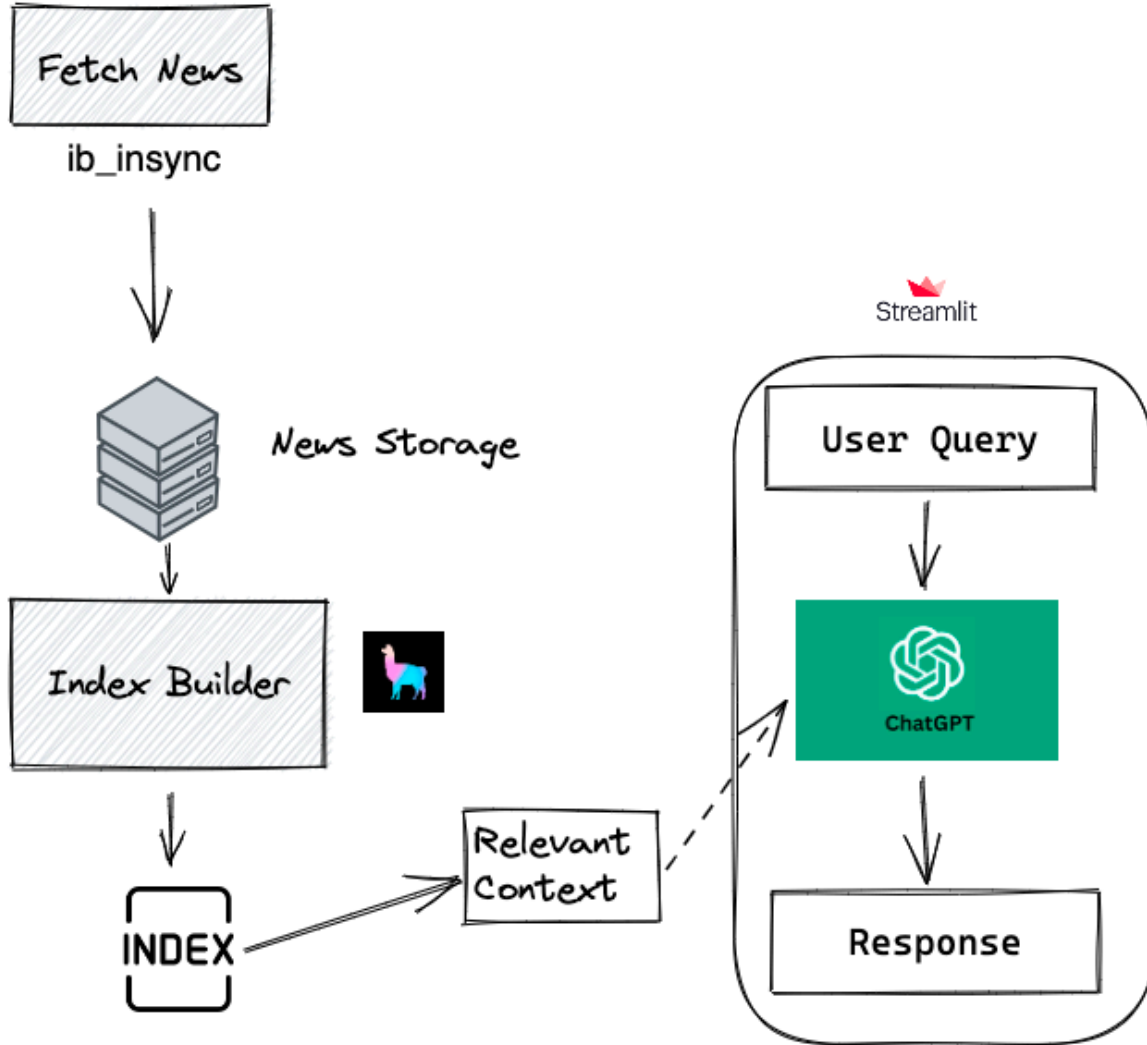 Fetch News
ib_insync
Streamlit
News Storage
User Query
Index Builder
ChatGPT
Relevant
Context
INDEX
Response